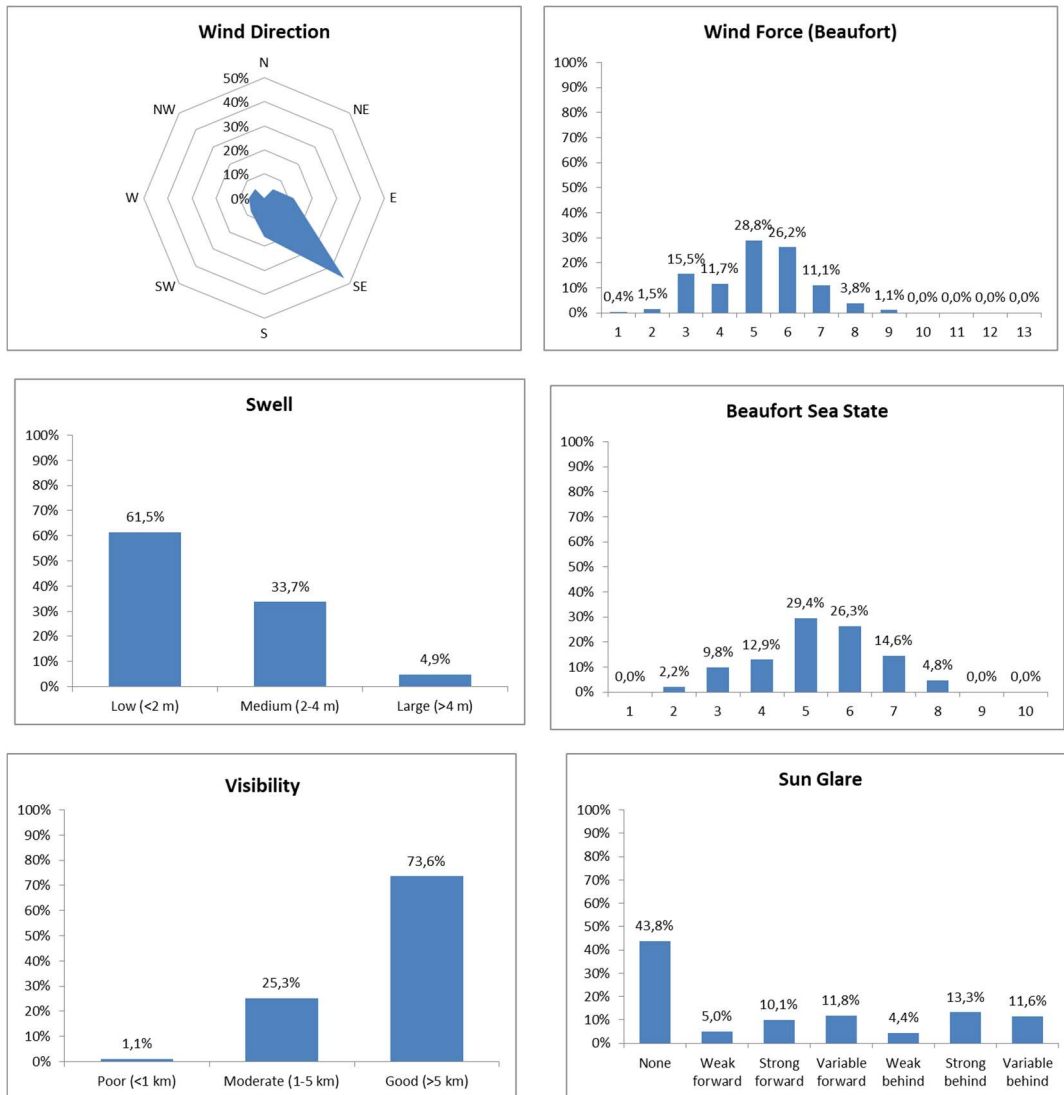 Wind Direction
N
50%
40%
30%
20%
10%
0%
NW
NE
W
E
SW
SE
S
Wind Force (Beaufort)
100%
90%
80%
70%
60%
50%
40%
30%
20%
10%
0%
0,4% 1,5% 15,5% 11,7% 28,8% 26,2% 11,1% 3,8% 1,1% 0,0% 0,0% 0,0% 0,0%
1 2 3 4 5 6 7 8 9 10 11 12 13
Swell
100%
90%
80%
70%
60%
50%
40%
30%
20%
10%
0%
61,5% 33,7% 4,9%
Low (<2 m) Medium (2-4 m) Large (>4 m)
Beaufort Sea State
100%
90%
80%
70%
60%
50%
40%
30%
20%
10%
0%
0,0% 2,2% 9,8% 12,9% 29,4% 26,3% 14,6% 4,8% 0,0% 0,0%
1 2 3 4 5 6 7 8 9 10
Visibility
100%
90%
80%
70%
60%
50%
40%
30%
20%
10%
0%
1,1% 25,3% 73,6%
Poor (<1 km) Moderate (1-5 km) Good (>5 km)
Sun Glare
100%
90%
80%
70%
60%
50%
40%
30%
20%
10%
0%
43,8% 5,0% 10,1% 11,8% 4,4% 13,3% 11,6%
None Weak Strong Variable Weak Strong Variable
forward forward forward behind behind behind